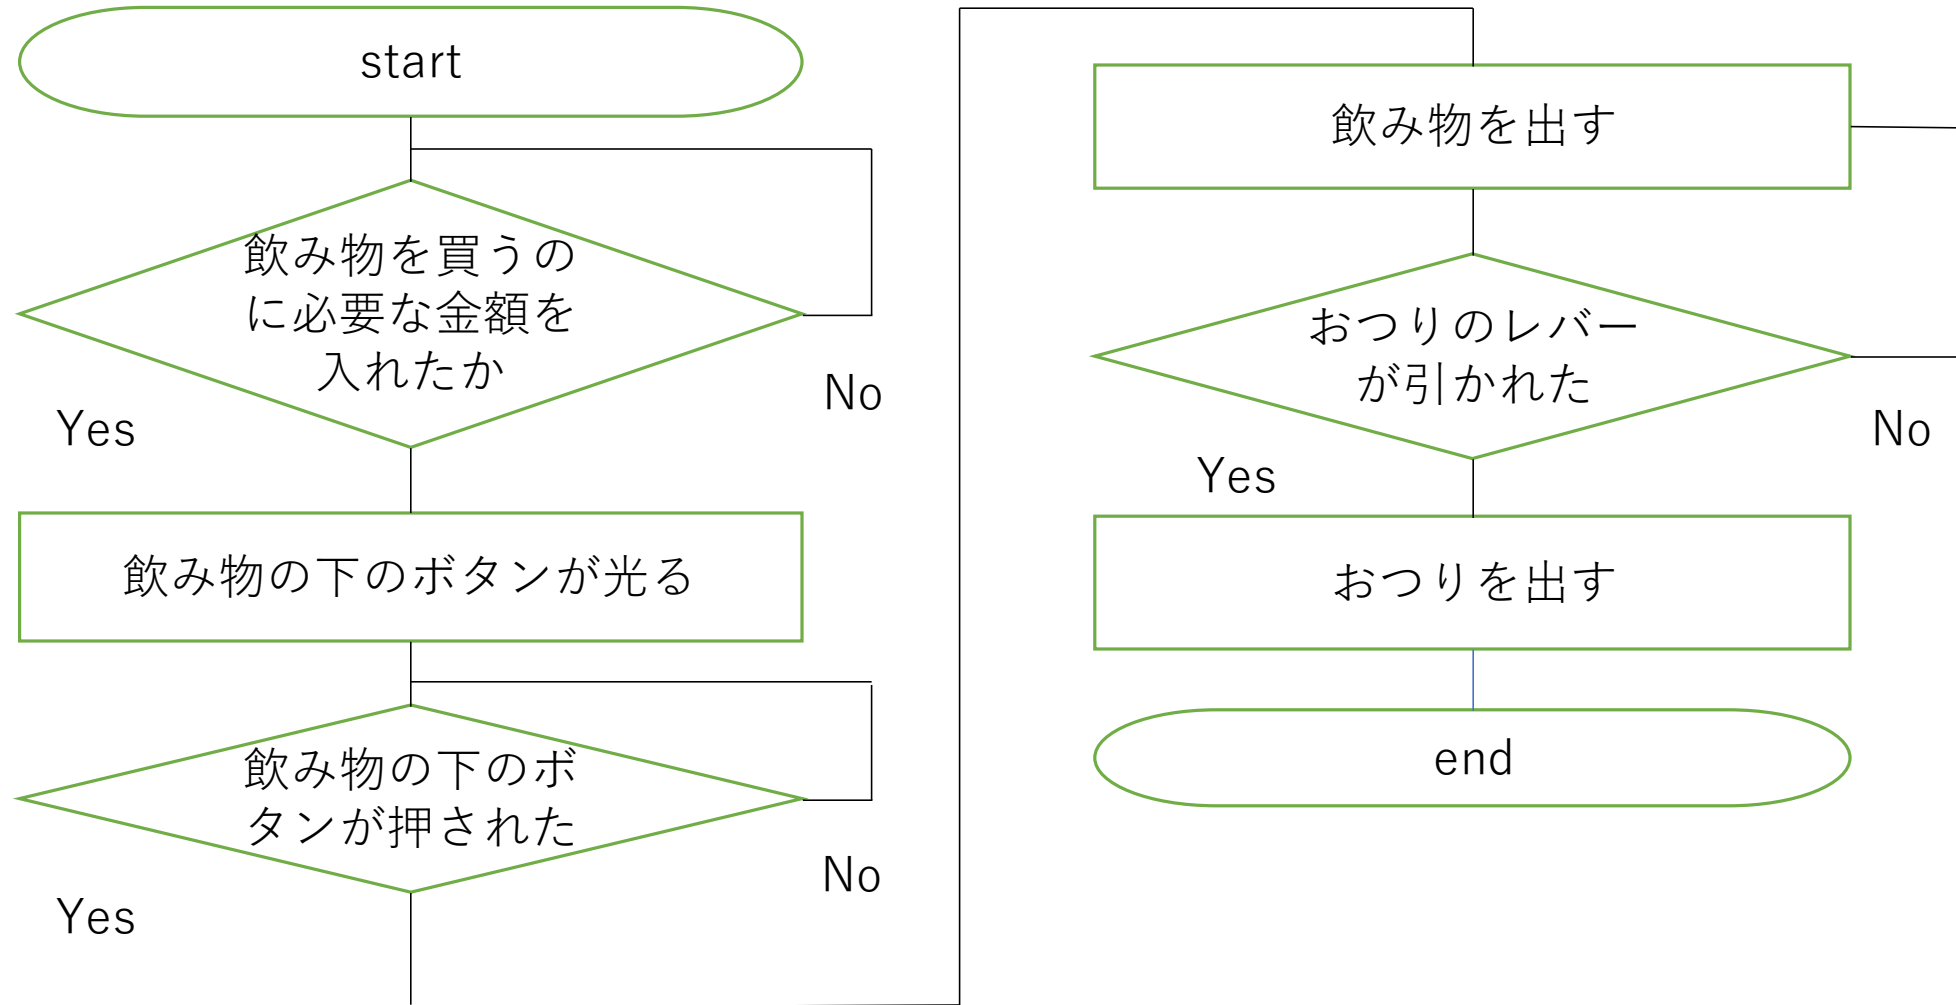 start
飲み物を買うの
に必要な金額を
入れたか
No
Yes
飲み物の下のボタンが光る
飲み物の下のボ
タンが押された
No
Yes
飲み物を出す
おつりのレバー
が引かれた
No
Yes
おつりを出す
end